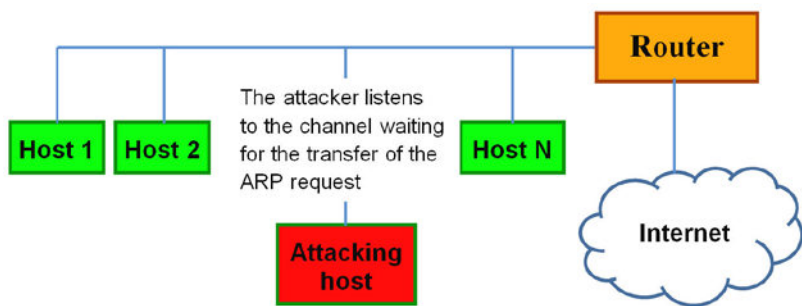 Router
The attacker listens
to the channel waiting
for the transfer of the
ARP request
Host 1
Host 2
Host N
Attacking
host
Internet